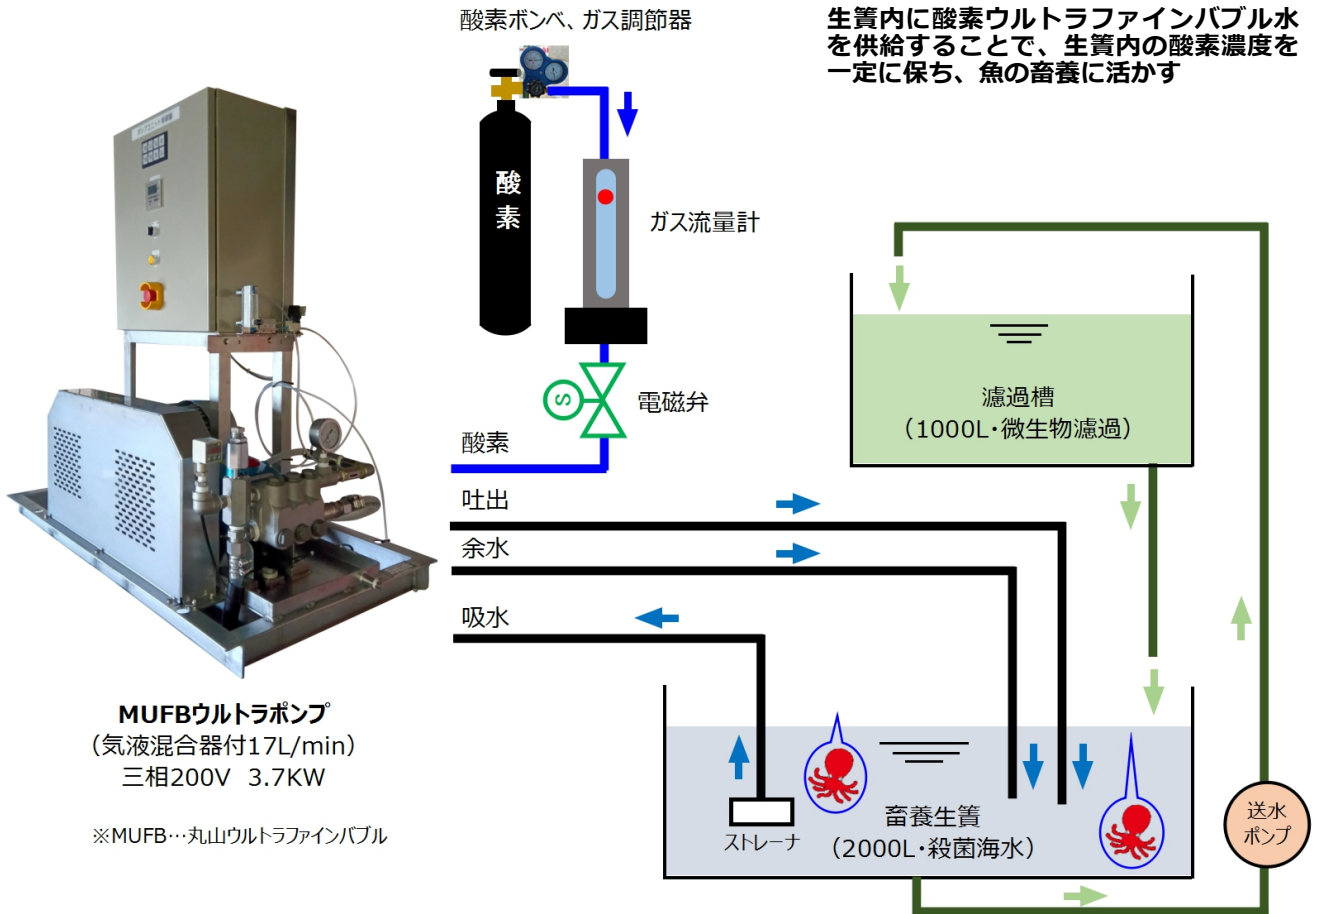 酸素ボンベ、ガス調節器
生簀内に酸素ウルトラファインバブル水
を供給することで、生簀内の酸素濃度を
一定に保ち、魚の畜養に活かす
酸素
ガス流量計
S
電磁弁
酸素
吐出
余水
吸水
濾過槽
（1000L・微生物濾過）
MUFBウルトラポンプ
（気液混合器付17L/min）
三相200V 3.7KW
※MUFB…丸山ウルトラファインバブル
ストレーナ
畜養生簀
（2000L・殺菌海水）
送水
ポンプ